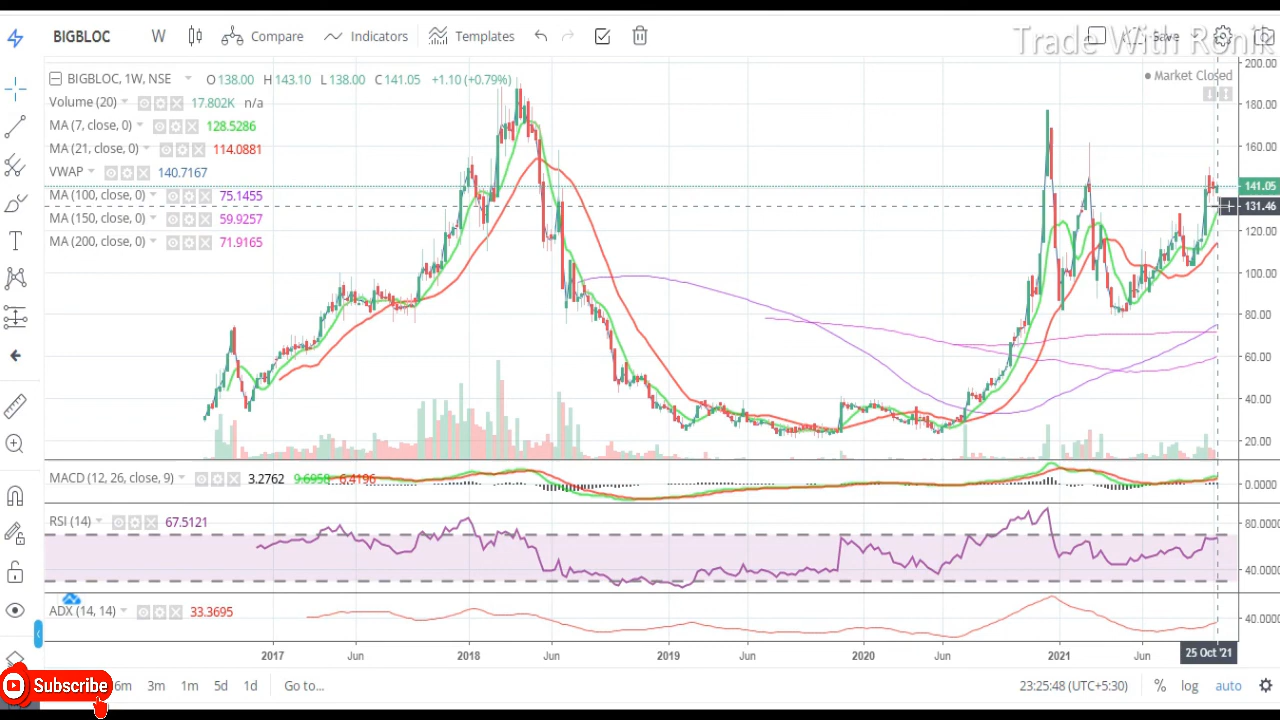 BIGBLOC W Compare Indicators Templates Save
Trade With Ronik
BIGBLOC, 1W, NSE O 138.00 H 143.10 L 138.00 C 141.05 +1.10 (+0.79%)
Market Closed
Volume (20) 17.802K n/a
MA (7, close, 0) 128.5286
MA (21, close, 0) 114.0881
VWAP 140.7167
MA (100, close, 0) 75.1455
MA (150, close, 0) 59.9257
MA (200, close, 0) 71.9165
200.00
180.00
160.00
141.05
131.46
120.00
100.00
80.00
60.00
40.00
20.00
MACD (12, 26, close, 9) 3.2762 9.6958 6.4196
0.0000
RSI (14) 67.5121
80.0000
40.0000
ADX (14, 14) 33.3695
40.0000
2017 Jun 2018 Jun 2019 Jun 2020 Jun 2021 Jun 25 Oct '21
Subscribe 6m 3m 1m 5d 1d Go to... 23:25:48 (UTC+5:30) % log auto